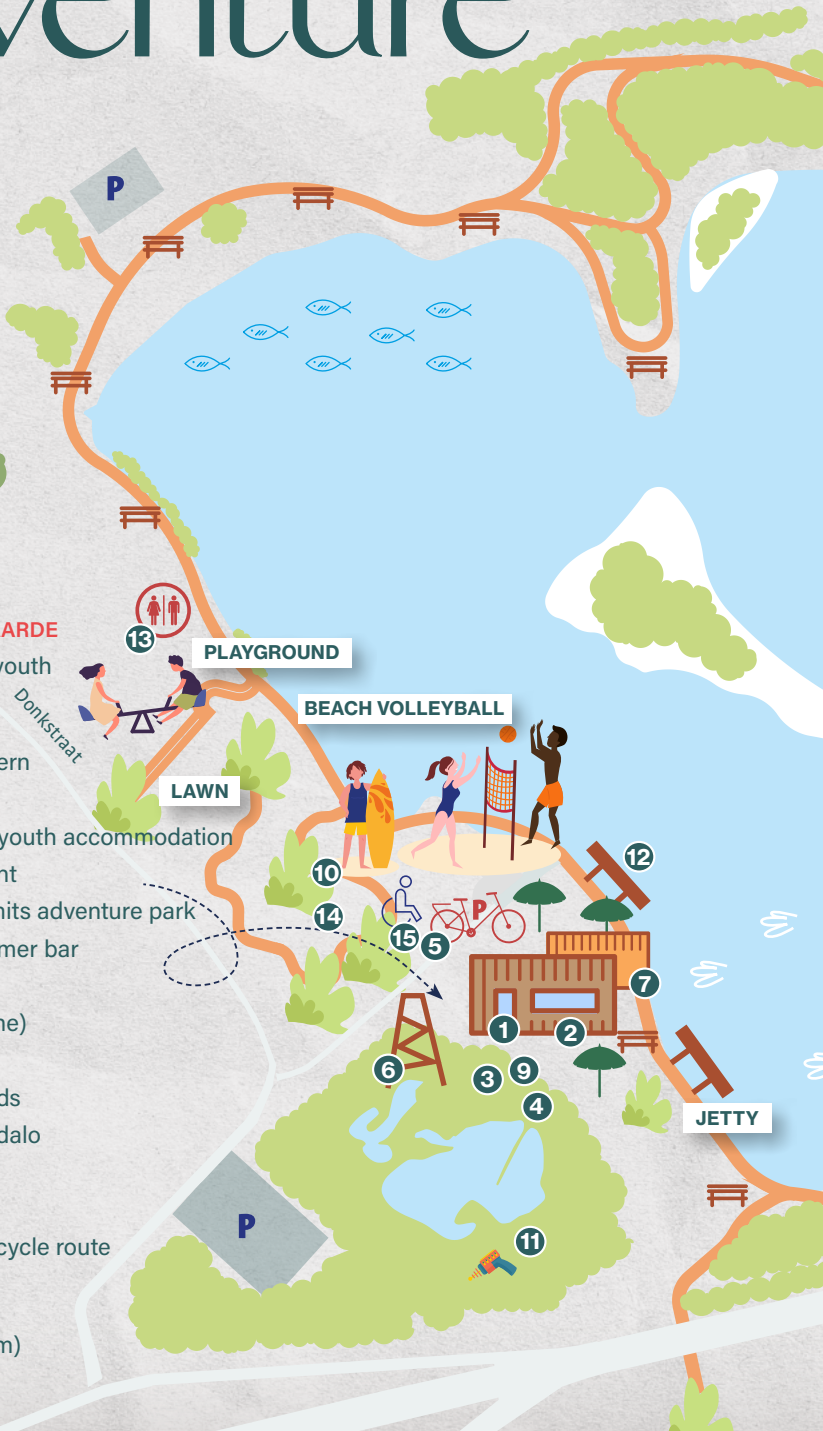 venture
P
ARDE
13
PLAYGROUND
youth
Donkstraat
BEACH VOLLEYBALL
ern
LAWN
youth accommodation
12
10
nt
14
nits adventure park
P
15
5
mer bar
7
ne)
1
2
6
3
9
ds
4
JETTY
dalo
P
11
cycle route
m)